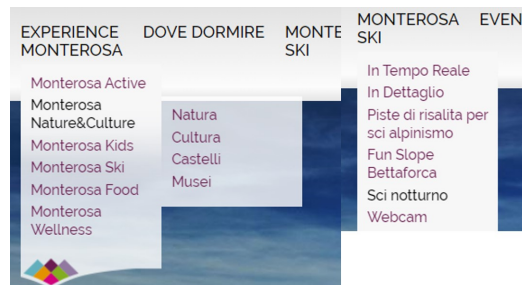 EXPERIENCE
MONTEROSA
DOVE DORMIRE
MONTE
SKI
Monterosa Active
Monterosa
Nature&Culture
Monterosa Kids
Monterosa Ski
Monterosa Food
Monterosa
Wellness
Natura
Cultura
Castelli
Musei
MONTEROSA
SKI
EVEN
In Tempo Reale
In Dettaglio
Piste di risalita per
sci alpinismo
Fun Slope
Bettaforca
Sci notturno
Webcam